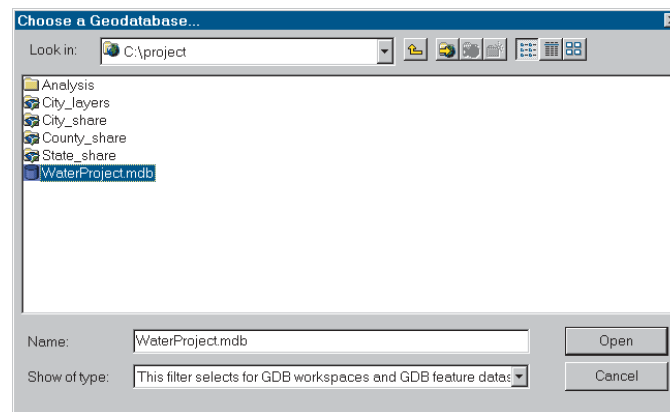 Choose a Geodatabase...
Look in: C:\project
Analysis
City_layers
City_share
County_share
State_share
WaterProject.mdb
Name: WaterProject.mdb Open
Show of type: This filter selects for GDB workspaces and GDB feature datas Cancel